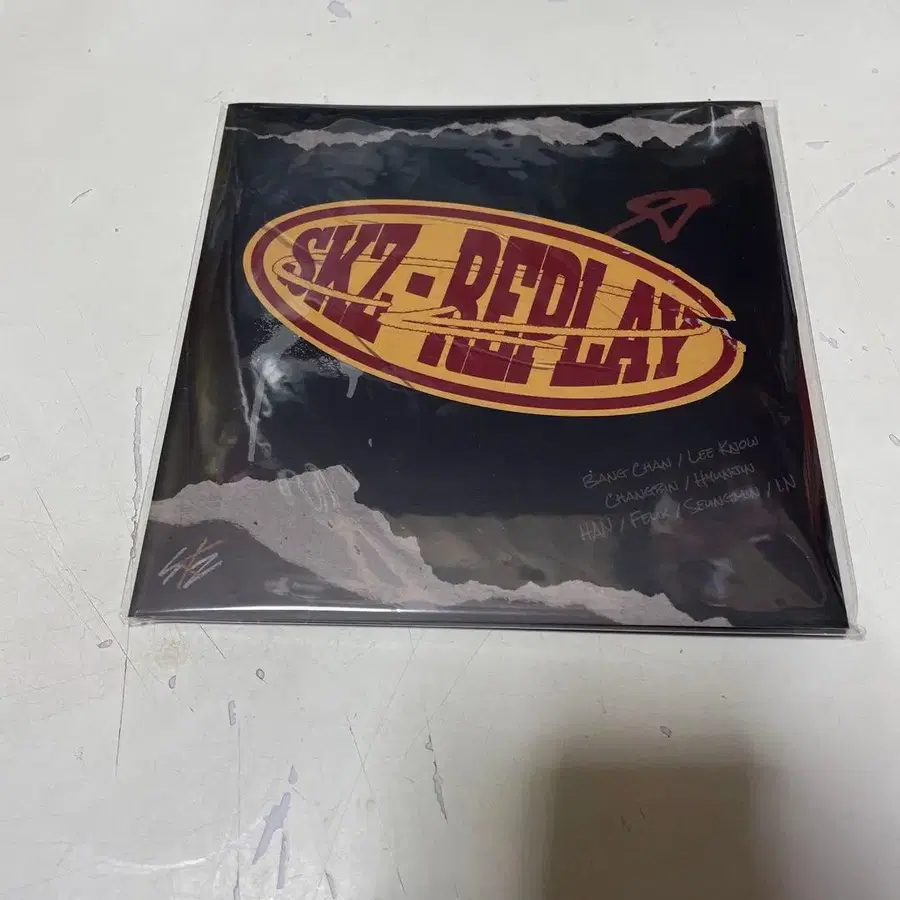 SKZ-REPLAY
BANG CHAN / LEE KNOW
CHANGBIN / HYUNJIN
HAN / FELIX / SEUNGMIN / I.N
SKZ